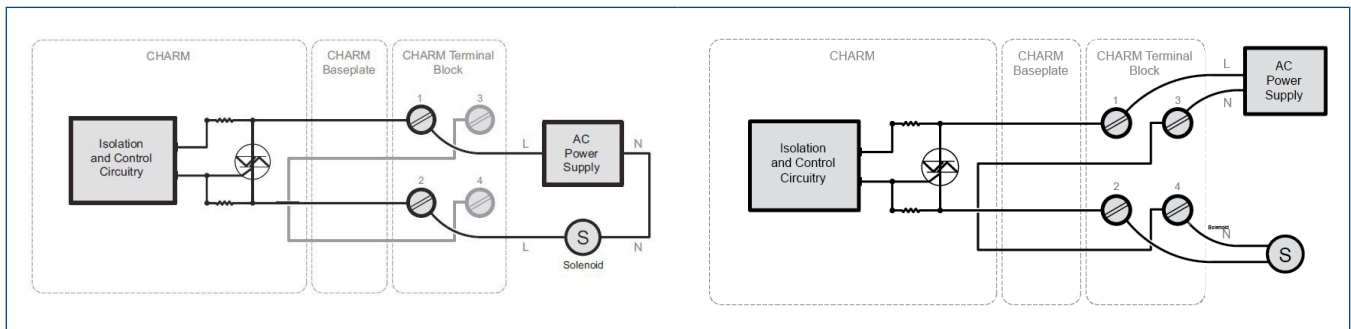 CHARM
CHARM
Baseplate
CHARM Terminal
Block
1
3
Isolation
and Control
Circuitry
L
AC
Power
Supply
N
2
4
L
S
N
Solenoid
CHARM
CHARM
Baseplate
CHARM Terminal
Block
L
N
AC
Power
Supply
1
3
Isolation
and Control
Circuitry
2
4
Solenoid
N
S